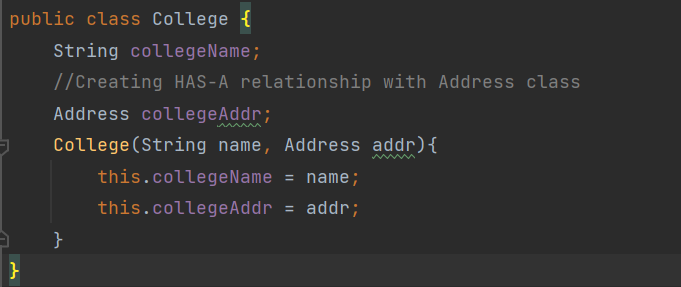 public class College {
    String collegeName;
    //Creating HAS-A relationship with Address class
    Address collegeAddr;
    College(String name, Address addr){
        this.collegeName = name;
        this.collegeAddr = addr;
    }
}